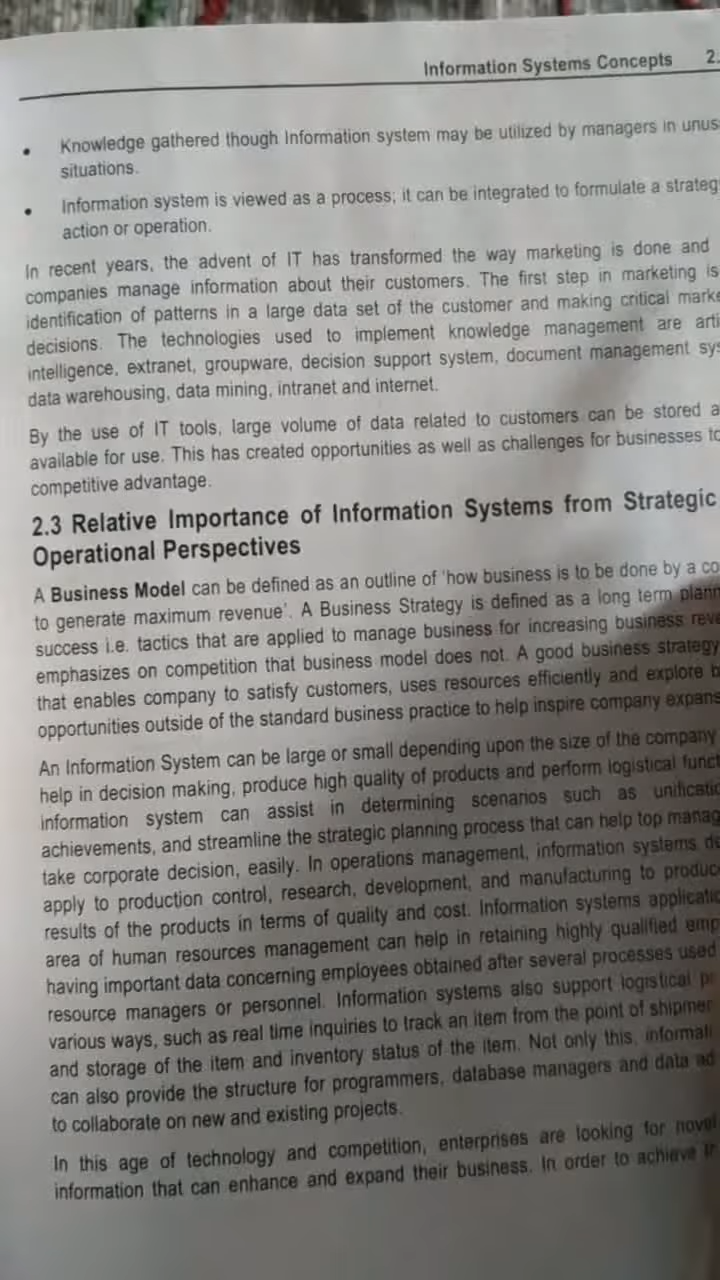 Information Systems Concepts 2.
• Knowledge gathered though Information system may be utilized by managers in unus
situations.
• Information system is viewed as a process; it can be integrated to formulate a strateg
action or operation.
In recent years, the advent of IT has transformed the way marketing is done and
companies manage information about their customers. The first step in marketing is
identification of patterns in a large data set of the customer and making critical marke
decisions. The technologies used to implement knowledge management are arti
intelligence, extranet, groupware, decision support system, document management sys
data warehousing, data mining, intranet and internet.
By the use of IT tools, large volume of data related to customers can be stored a
available for use. This has created opportunities as well as challenges for businesses to
competitive advantage.
2.3 Relative Importance of Information Systems from Strategic
Operational Perspectives
A Business Model can be defined as an outline of 'how business is to be done by a co
to generate maximum revenue'. A Business Strategy is defined as a long term plann
success i.e. tactics that are applied to manage business for increasing business reve
emphasizes on competition that business model does not. A good business strategy
that enables company to satisfy customers, uses resources efficiently and explore b
opportunities outside of the standard business practice to help inspire company expans
An Information System can be large or small depending upon the size of the company
help in decision making, produce high quality of products and perform logistical funct
information system can assist in determining scenarios such as unificatio
achievements, and streamline the strategic planning process that can help top manag
take corporate decision, easily. In operations management, information systems de
apply to production control, research, development, and manufacturing to produc
results of the products in terms of quality and cost. Information systems applicatio
area of human resources management can help in retaining highly qualified emp
having important data concerning employees obtained after several processes used
resource managers or personnel. Information systems also support logistical pr
various ways, such as real time inquiries to track an item from the point of shipmen
and storage of the item and inventory status of the item. Not only this, informati
can also provide the structure for programmers, database managers and data ad
to collaborate on new and existing projects.
In this age of technology and competition, enterprises are looking for novel
information that can enhance and expand their business. In order to achieve th